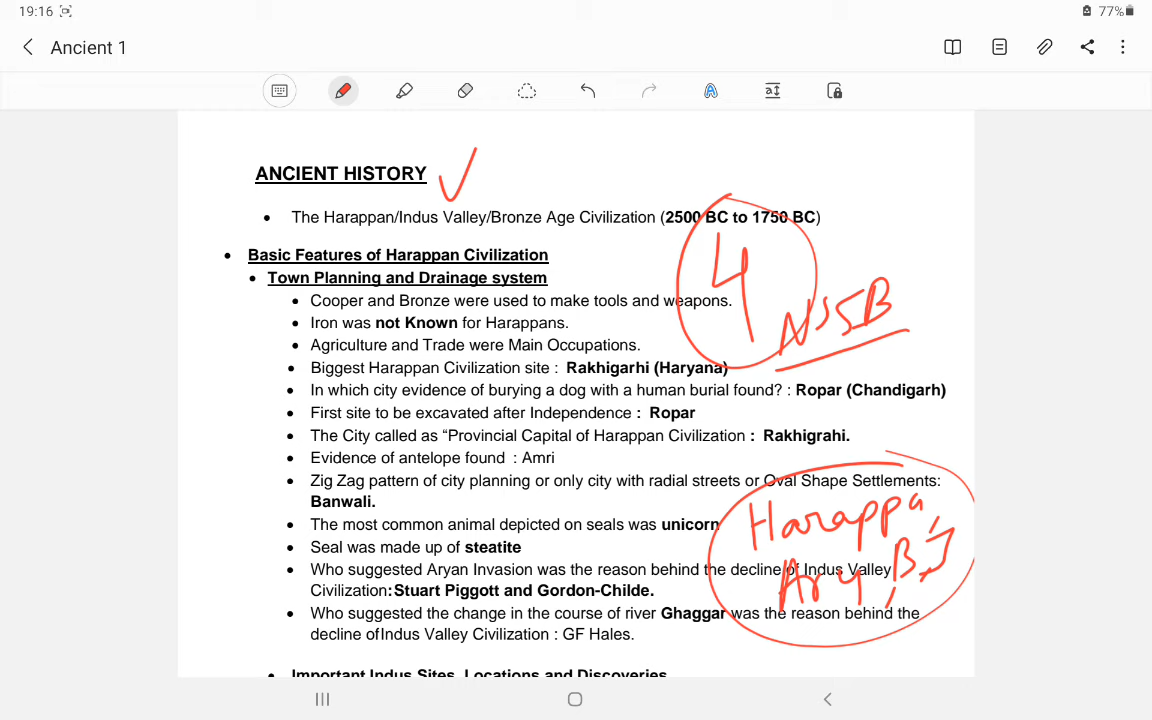 19:16 77%
Ancient 1
ANCIENT HISTORY
• The Harappan/Indus Valley/Bronze Age Civilization (2500 BC to 1750 BC)
• Basic Features of Harappan Civilization
• Town Planning and Drainage system
4
• Cooper and Bronze were used to make tools and weapons.
NSSB
• Iron was not Known for Harappans.
• Agriculture and Trade were Main Occupations.
• Biggest Harappan Civilization site : Rakhigarhi (Haryana)
• In which city evidence of burying a dog with a human burial found? : Ropar (Chandigarh)
• First site to be excavated after Independence : Ropar
• The City called as “Provincial Capital of Harappan Civilization : Rakhigrahi.
• Evidence of antelope found : Amri
• Zig Zag pattern of city planning or only city with radial streets or Oval Shape Settlements:
Banwali.
Harappa,
• The most common animal depicted on seals was unicorn
• Seal was made up of steatite
• Who suggested Aryan Invasion was the reason behind the decline of Indus Valley
Civilization:Stuart Piggott and Gordon-Childe.
• Who suggested the change in the course of river Ghaggar was the reason behind the
decline ofIndus Valley Civilization : GF Hales.
• Important Indus Sites, Locations and Discoveries